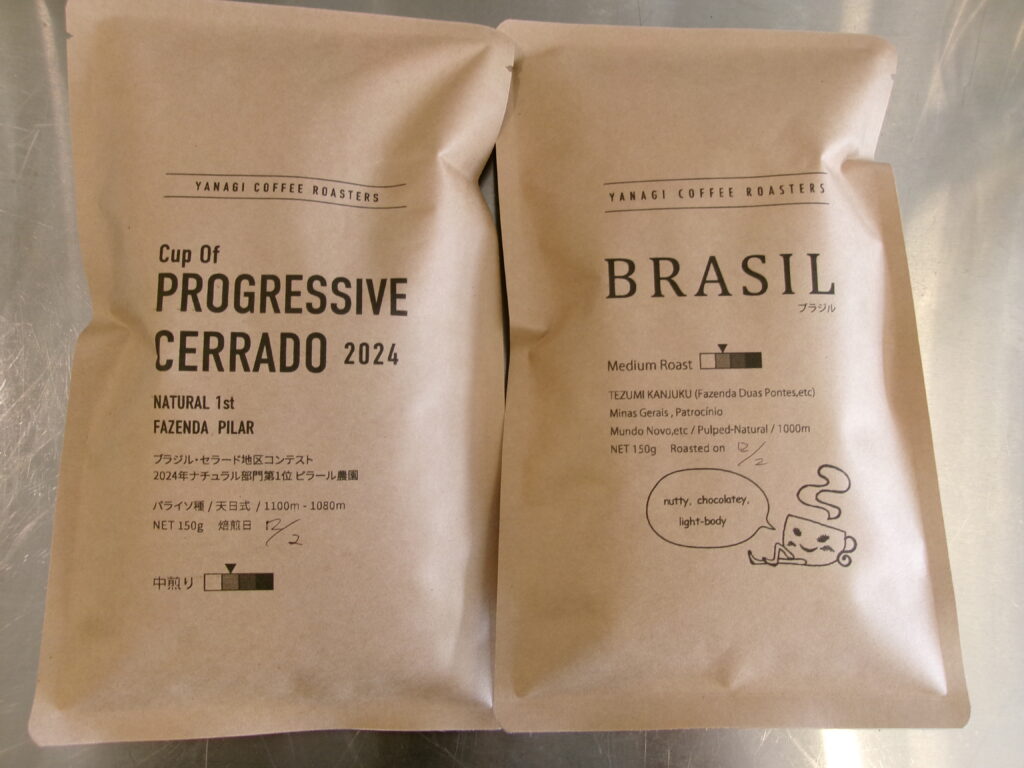 YANAGI COFFEE ROASTERS
Cup Of
PROGRESSIVE
CERRADO 2024
NATURAL 1st
FAZENDA PILAR
ブラジル・セラード地区コンテスト
2024年ナチュラル部門第1位 ピラール農園
パライソ種 / 天日式 / 1100m - 1080m
NET 150g 焙煎日 12/2
中煎り
YANAGI COFFEE ROASTERS
BRASIL
ブラジル
Medium Roast
TEZUMI KANJUKU (Fazenda Duas Pontes,etc)
Minas Gerais , Patrocínio
Mundo Novo,etc / Pulped-Natural / 1000m
NET 150g Roasted on 12/2
nutty, chocolatey,
light-body